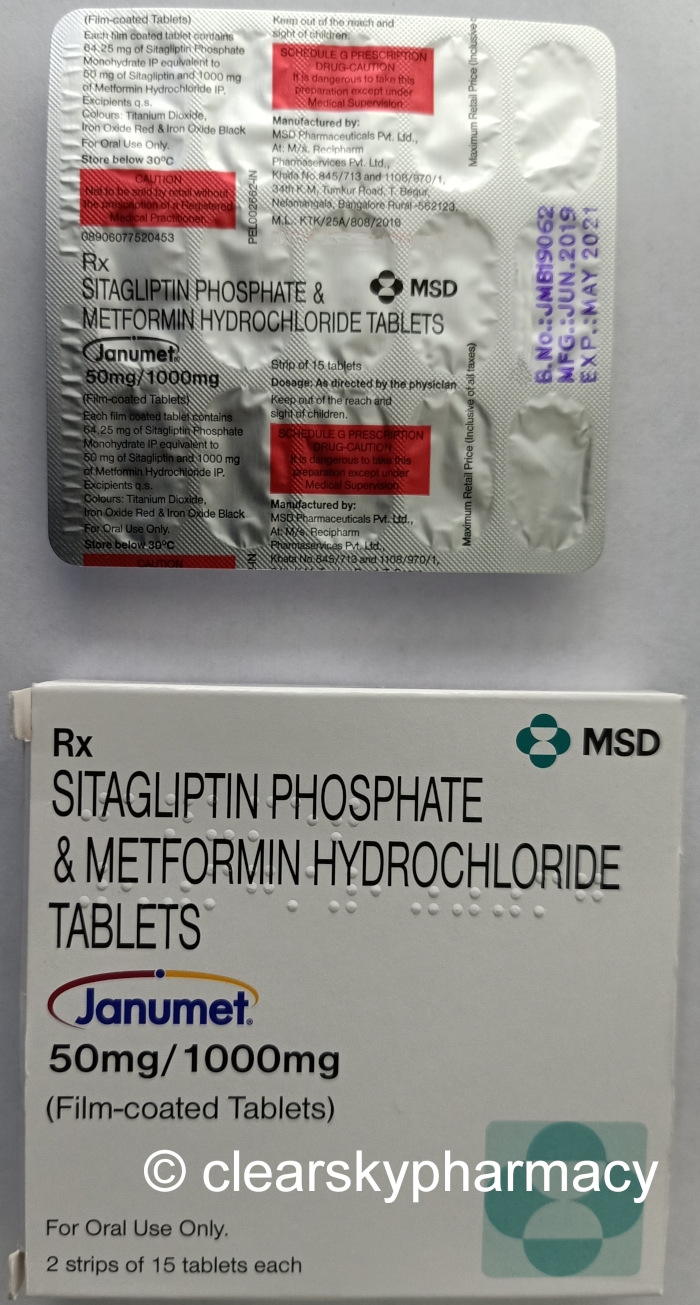 (Film-coated Tablets)
Each film coated tablet contains
64.25 mg of Sitagliptin Phosphate
Monohydrate IP equivalent to
50 mg of Sitagliptin and 1000 mg
of Metformin Hydrochloride IP.
Excipients q.s.
Colours: Titanium Dioxide,
Iron Oxide Red & Iron Oxide Black
For Oral Use Only.
Store below 30°C
CAUTION
Not to be sold by retail without
the prescription of a Registered
Medical Practitioner.
08906077520453
Keep out of the reach and
sight of children.
SCHEDULE G PRESCRIPTION
DRUG-CAUTION
It is dangerous to take this
preparation except under
Medical Supervision
Manufactured by:
MSD Pharmaceuticals Pvt. Ltd.,
At: M/s. Recipharm
Pharmaservices Pvt. Ltd.,
Khata No.845/713 and 1108/970/1,
34th K.M, Tumkur Road, T. Begur,
Nelamangala, Bangalore Rural -562123.
M.L.: KTK/25A/808/2016
Maximum Retail Price (Inclusive
Rx
SITAGLIPTIN PHOSPHATE &
METFORMIN HYDROCHLORIDE TABLETS
MSD
Janumet®
50mg/1000mg
(Film-coated Tablets)
Each film coated tablet contains
64.25 mg of Sitagliptin Phosphate
Monohydrate IP equivalent to
50 mg of Sitagliptin and 1000 mg
of Metformin Hydrochloride IP.
Excipients q.s.
Colours: Titanium Dioxide,
Iron Oxide Red & Iron Oxide Black
For Oral Use Only.
Store below 30°C
CAUTION
Strip of 15 tablets
Dosage: As directed by the physician
Keep out of the reach and
sight of children.
SCHEDULE G PRESCRIPTION
DRUG-CAUTION
It is dangerous to take this
preparation except under
Medical Supervision
Manufactured by:
MSD Pharmaceuticals Pvt. Ltd.,
At: M/s. Recipharm
Pharmaservices Pvt. Ltd.,
Khata No.845/713 and 1108/970/1,
Maximum Retail Price (Inclusive of all taxes)
B.No.:JMB19062
MFG.:JUN.2019
EXP.:MAY 2021
Rx
MSD
SITAGLIPTIN PHOSPHATE
& METFORMIN HYDROCHLORIDE
TABLETS
Janumet®
50mg/1000mg
(Film-coated Tablets)
© clearskypharmacy
For Oral Use Only.
2 strips of 15 tablets each